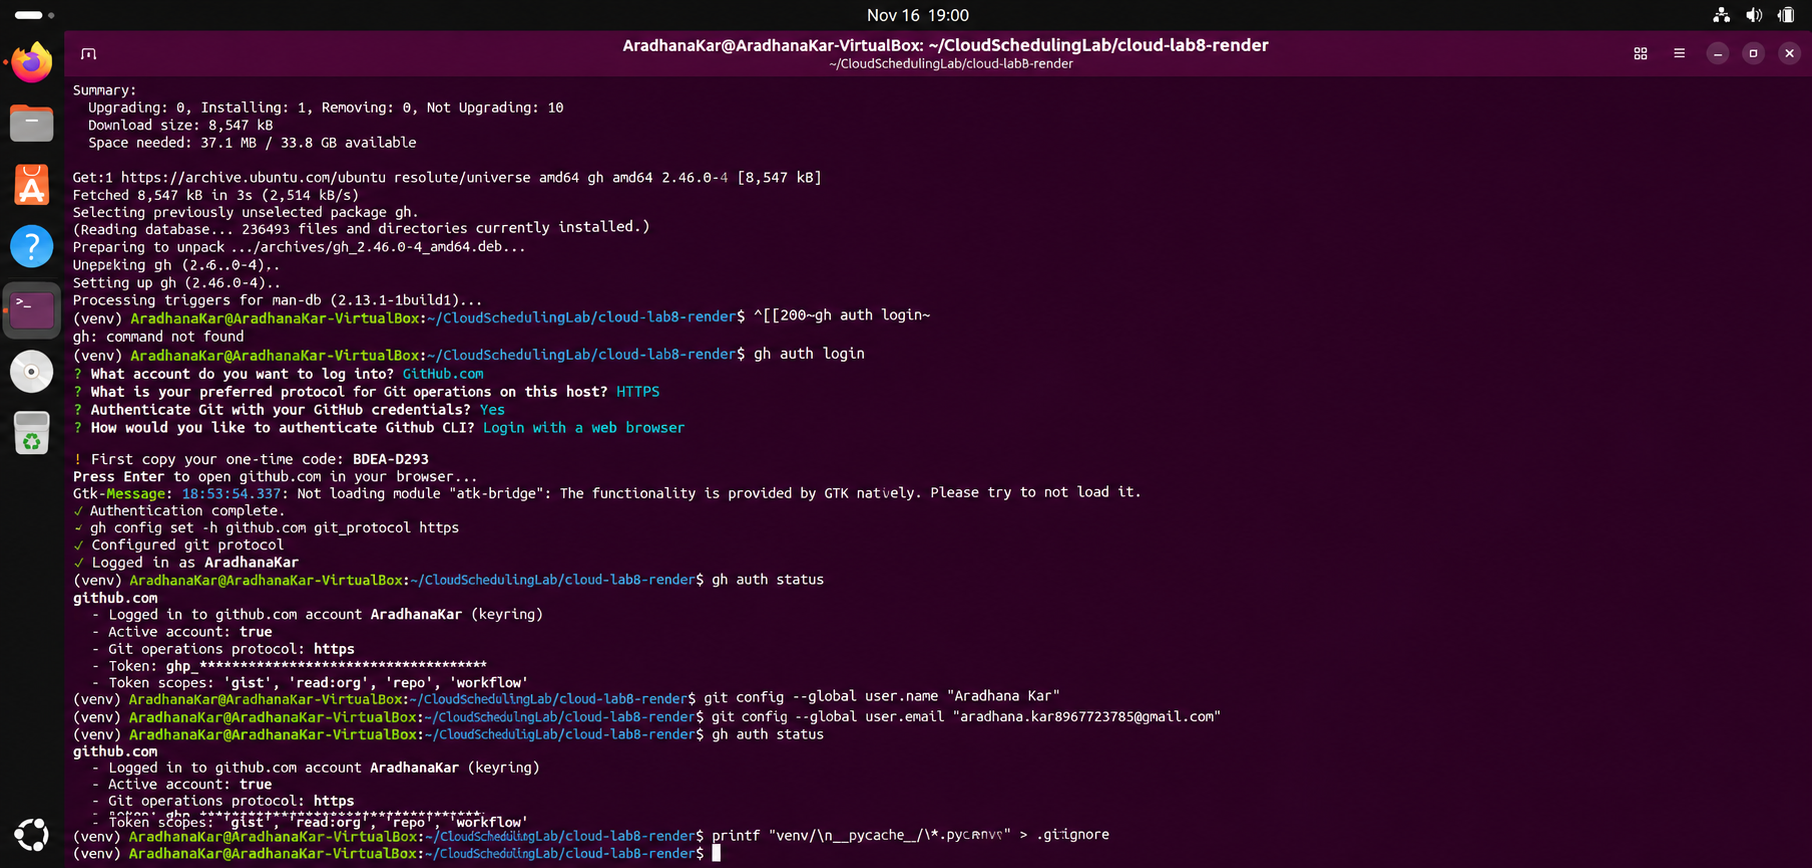 Nov 16 19:00
AradhanaKar@AradhanaKar-VirtualBox: ~/CloudSchedulingLab/cloud-lab8-render
~/CloudSchedulingLab/cloud-lab8-render
Summary:
Upgrading: 0, Installing: 1, Removing: 0, Not Upgrading: 10
Download size: 8,547 kB
Space needed: 37.1 MB / 33.8 GB available
Get:1 https://archive.ubuntu.com/ubuntu resolute/universe amd64 gh amd64 2.46.0-4 [8,547 kB]
Fetched 8,547 kB in 3s (2,514 kB/s)
Selecting previously unselected package gh.
(Reading database... 236493 files and directories currently installed.)
Preparing to unpack .../archives/gh_2.46.0-4_amd64.deb...
gh (2.46..0-4)..
Setting up gh (2.46.0-4)..
Processing triggers for man-db (2.13.1-1build1)...
(venv) AradhanaKar@AradhanaKar-VirtualBox:~/CloudSchedulingLab/cloud-lab8-render$ ^[[200~gh auth login~
gh: command not found
(venv) AradhanaKar@AradhanaKar-VirtualBox:~/CloudSchedulingLab/cloud-lab8-render$ gh auth login
? What account do you want to log into? GitHub.com
? What is your preferred protocol for Git operations on this host? HTTPS
? Authenticate Git with your GitHub credentials? Yes
? How would you like to authenticate Github CLI? Login with a web browser
! First copy your one-time code: BDEA-D293
Press Enter to open github.com in your browser...
Gtk-Message: 18:53:54.337: Not loading module "atk-bridge": The functionality is provided by GTK natively. Please try to not load it.
✓ Authentication complete.
✓ gh config set -h github.com git_protocol https
✓ Configured git protocol
✓ Logged in as AradhanaKar
(venv) AradhanaKar@AradhanaKar-VirtualBox:~/CloudSchedulingLab/cloud-lab8-render$ gh auth status
github.com
- Logged in to github.com account AradhanaKar (keyring)
- Active account: true
- Git operations protocol: https
- Token: ghp_************************************
- Token scopes: 'gist', 'read:org', 'repo', 'workflow'
(venv) AradhanaKar@AradhanaKar-VirtualBox:~/CloudSchedulingLab/cloud-lab8-render$ git config --global user.name "Aradhana Kar"
(venv) AradhanaKar@AradhanaKar-VirtualBox:~/CloudSchedulingLab/cloud-lab8-render$ git config --global user.email "aradhana.kar8967723785@gmail.com"
(venv) AradhanaKar@AradhanaKar-VirtualBox:~/CloudSchedulingLab/cloud-lab8-render$ gh auth status
github.com
- Logged in to github.com account AradhanaKar (keyring)
- Active account: true
- Git operations protocol: https
- Token scopes: 'gist', 'read:org', 'repo', 'workflow'
(venv) AradhanaKar@AradhanaKar-VirtualBox:~/CloudSchedulingLab/cloud-lab8-render$ printf > .gitignore
(venv) AradhanaKar@AradhanaKar-VirtualBox:~/CloudSchedulingLab/cloud-lab8-render$